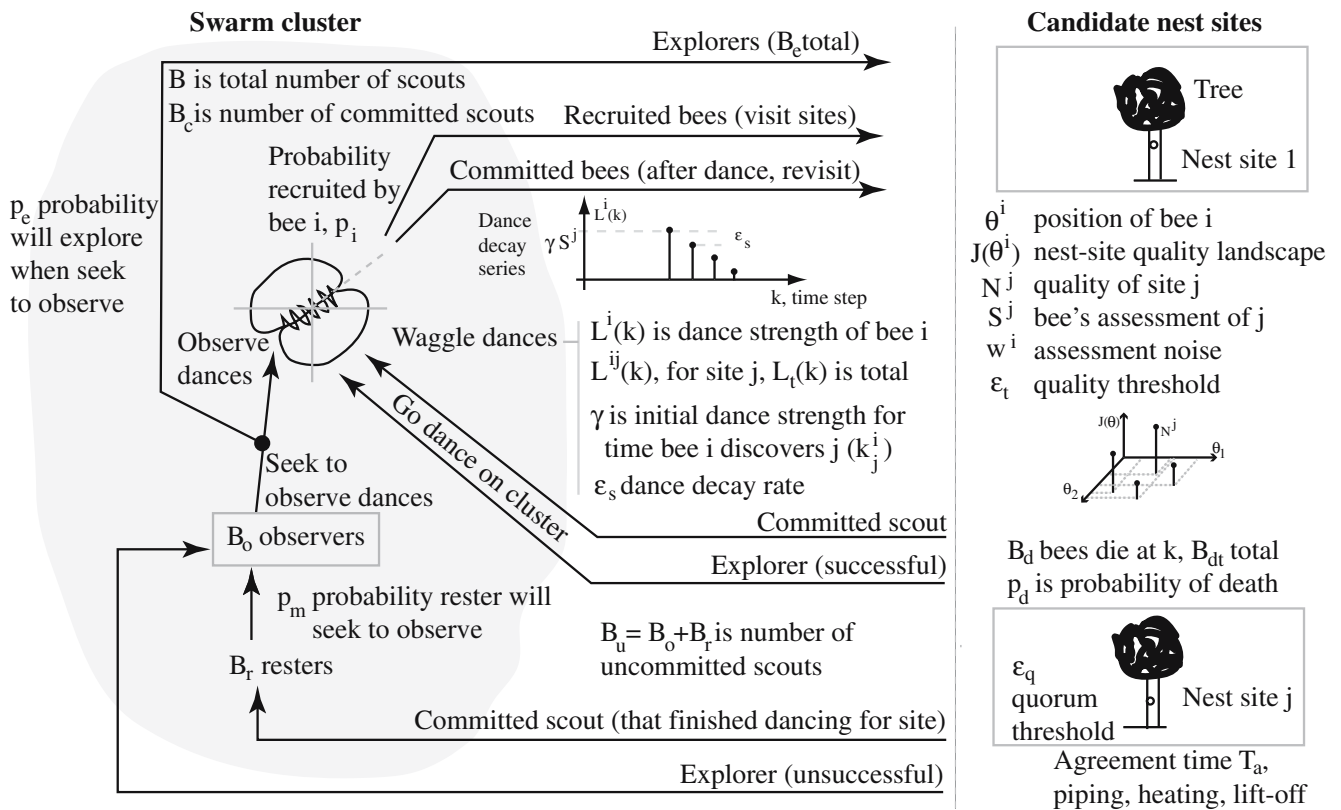 Swarm cluster
Explorers (B_e total)
B is total number of scouts
B_c is number of committed scouts
Recruited bees (visit sites)
Probability
recruited by
bee i, p_i
Committed bees (after dance, revisit)
p_e probability
will explore
when seek
to observe
Dance
decay
series
L^i(k)
γ S^j
ε_s
k, time step
Observe
dances
Waggle dances
L^i(k) is dance strength of bee i
L^ij(k), for site j, L_t(k) is total
γ is initial dance strength for
time bee i discovers j (k^i_j)
ε_s dance decay rate
Go dance on cluster
Seek to
observe dances
B_o observers
Committed scout
Explorer (successful)
p_m probability rester will
seek to observe
B_u = B_o+B_r is number of
uncommitted scouts
B_r resters
Committed scout (that finished dancing for site)
Explorer (unsuccessful)
Candidate nest sites
Tree
Nest site 1
θ^i position of bee i
J(θ^i) nest-site quality landscape
N^j quality of site j
S^j bee's assessment of j
w^i assessment noise
ε_t quality threshold
J(θ)
N^j
θ_1
θ_2
B_d bees die at k, B_dt total
p_d is probability of death
ε_q
quorum
threshold
Nest site j
Agreement time T_a,
piping, heating, lift-off